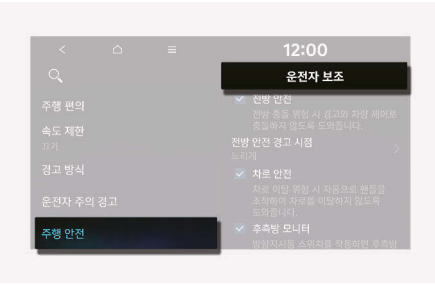 12:00
운전자 보조
주행 편의
속도 제한
끄기
경고 방식
운전자 주의 경고
주행 안전
전방 안전
전방 충돌 위험 시 경고와 차량 제어로
충돌하지 않도록 도와줍니다.
전방 안전 경고 시점
느리게
차로 안전
차로 이탈 위험 시 자동으로 핸들을
조작하여 차로를 이탈하지 않도록
도와줍니다.
후측방 모니터
방향지시등 스위치를 작동하면 후측방